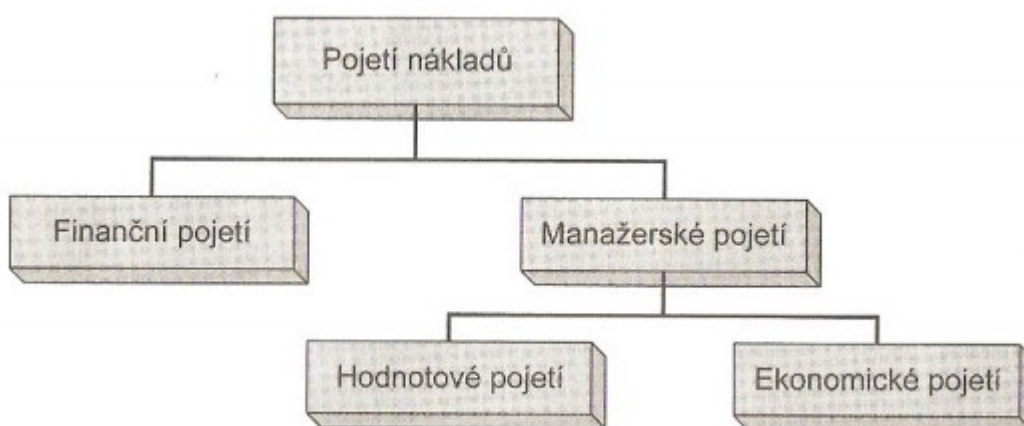 Pojetí nákladů
Finanční pojetí
Manažerské pojetí
Hodnotové pojetí
Ekonomické pojetí